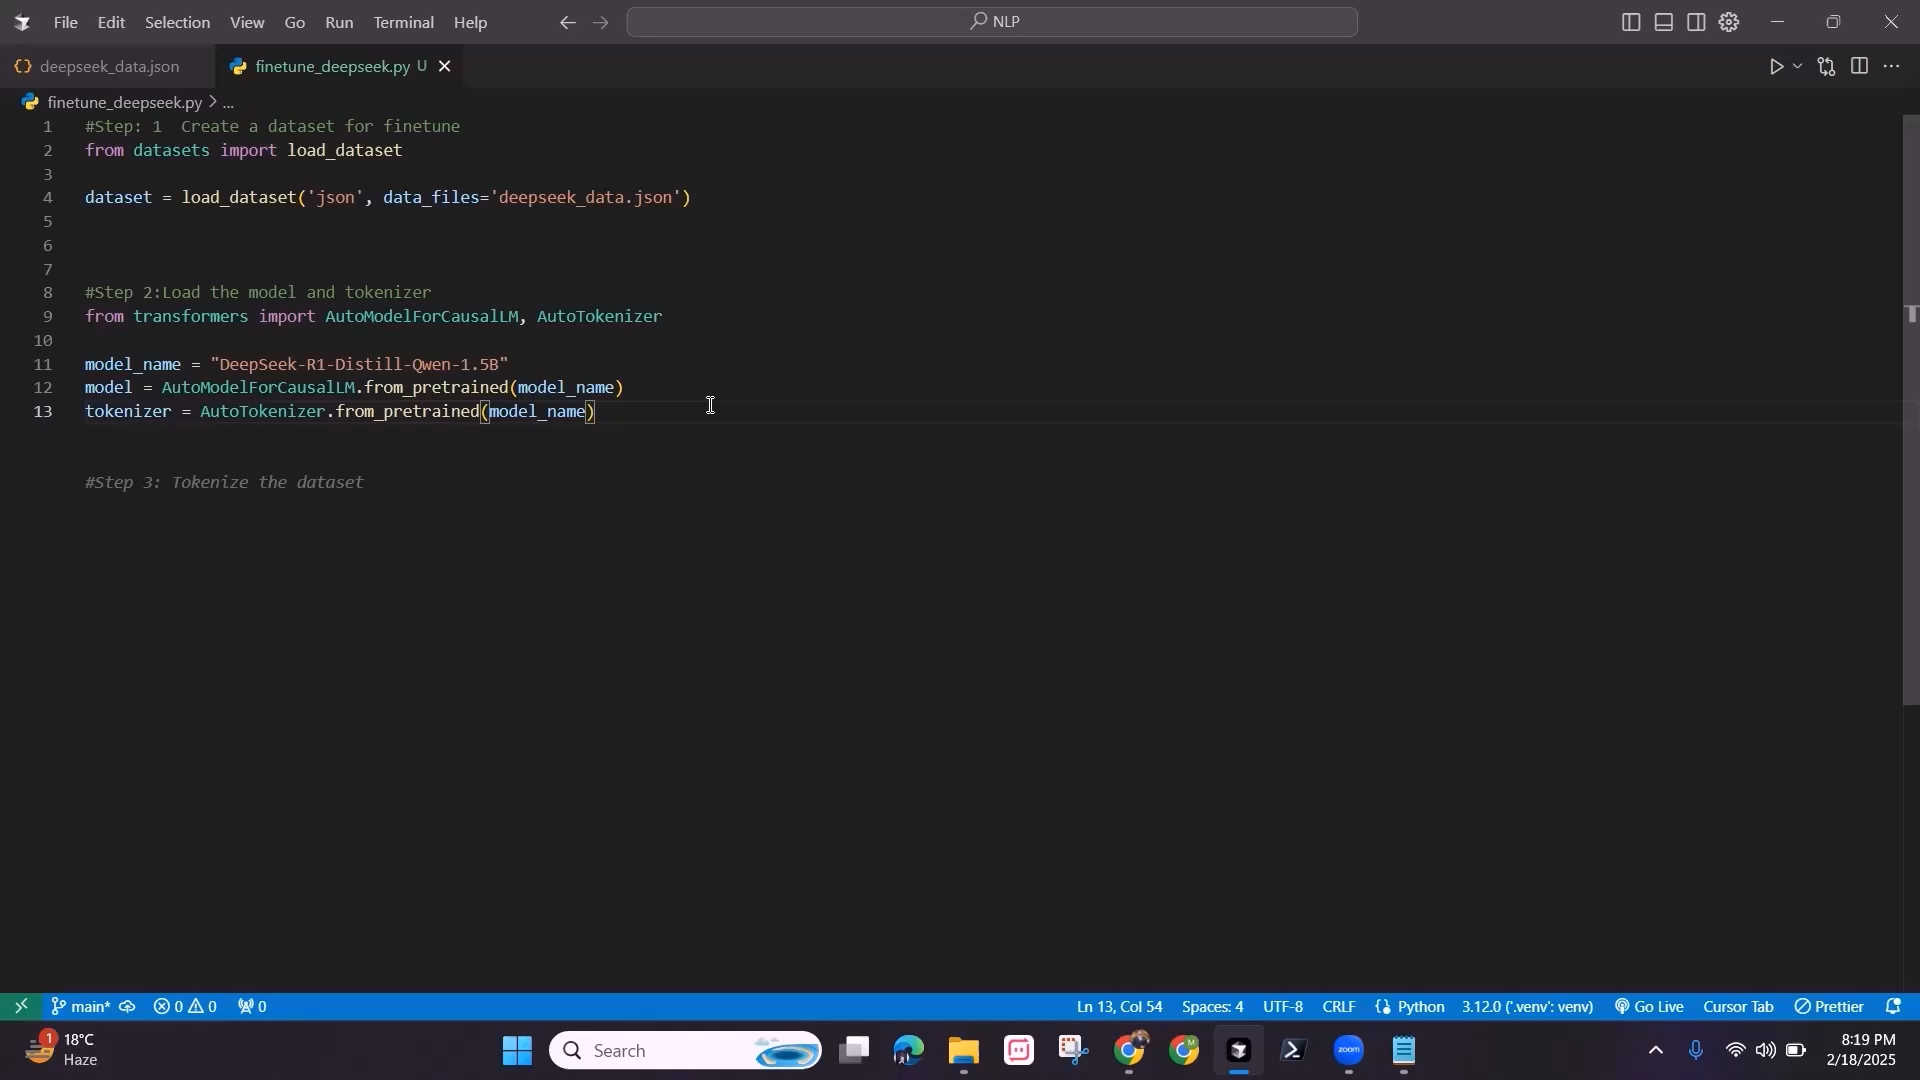 File Edit Selection View Go Run Terminal Help
NLP
deepseek_data.json
finetune_deepseek.py U
finetune_deepseek.py > ...
1 #Step: 1  Create a dataset for finetune
2 from datasets import load_dataset
3
4 dataset = load_dataset('json', data_files='deepseek_data.json')
5
6
7
8 #Step 2:Load the model and tokenizer
9 from transformers import AutoModelForCausalLM, AutoTokenizer
10
11 model_name = "DeepSeek-R1-Distill-Qwen-1.5B"
12 model = AutoModelForCausalLM.from_pretrained(model_name)
13 tokenizer = AutoTokenizer.from_pretrained(model_name)
#Step 3: Tokenize the dataset
main* 0 0 0 Ln 13, Col 54 Spaces: 4 UTF-8 CRLF Python 3.12.0 ('.venv': venv) Go Live Cursor Tab Prettier
1 18°C
Haze
Search
M
zoom
8:19 PM
2/18/2025